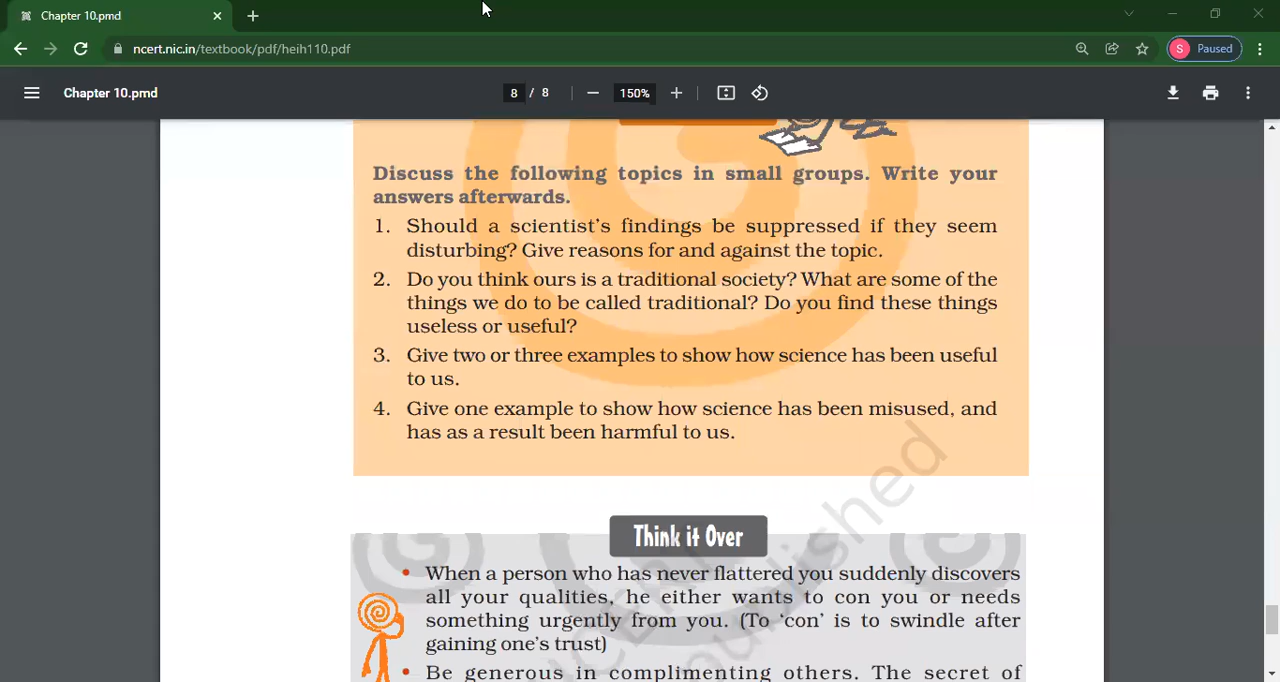 Chapter 10.pmd
ncert.nic.in/textbook/pdf/heih110.pdf
S Paused
Chapter 10.pmd
8 / 8
150%
Discuss the following topics in small groups. Write your
answers afterwards.
1. Should a scientist's findings be suppressed if they seem
disturbing? Give reasons for and against the topic.
2. Do you think ours is a traditional society? What are some of the
things we do to be called traditional? Do you find these things
useless or useful?
3. Give two or three examples to show how science has been useful
to us.
4. Give one example to show how science has been misused, and
has as a result been harmful to us.
Think it Over
• When a person who has never flattered you suddenly discovers
all your qualities, he either wants to con you or needs
something urgently from you. (To 'con' is to swindle after
gaining one's trust)
• Be generous in complimenting others. The secret of